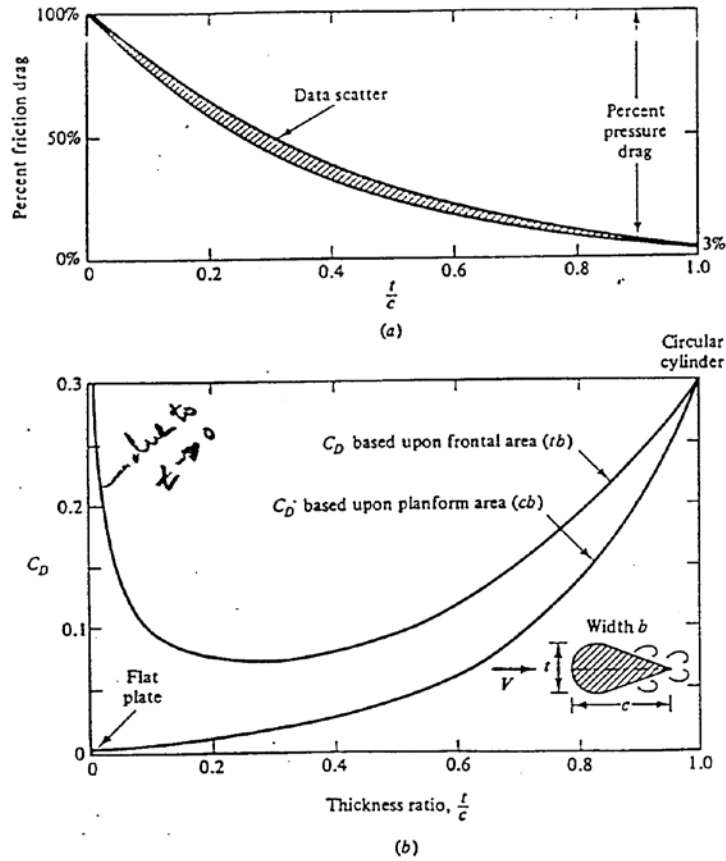 100%
Percent friction drag
50%
0%
Data scatter
Percent
pressure
drag
3%
0
0.2
0.4
0.6
0.8
1.0
t/c
(a)
Circular
cylinder
0.3
0.2
C_D
0.1
0
due to
t→0
C_D based upon frontal area (tb)
C_D based upon planform area (cb)
Width b
t
V
c
Flat
plate
0
0.2
0.4
0.6
0.8
1.0
Thickness ratio, t/c
(b)